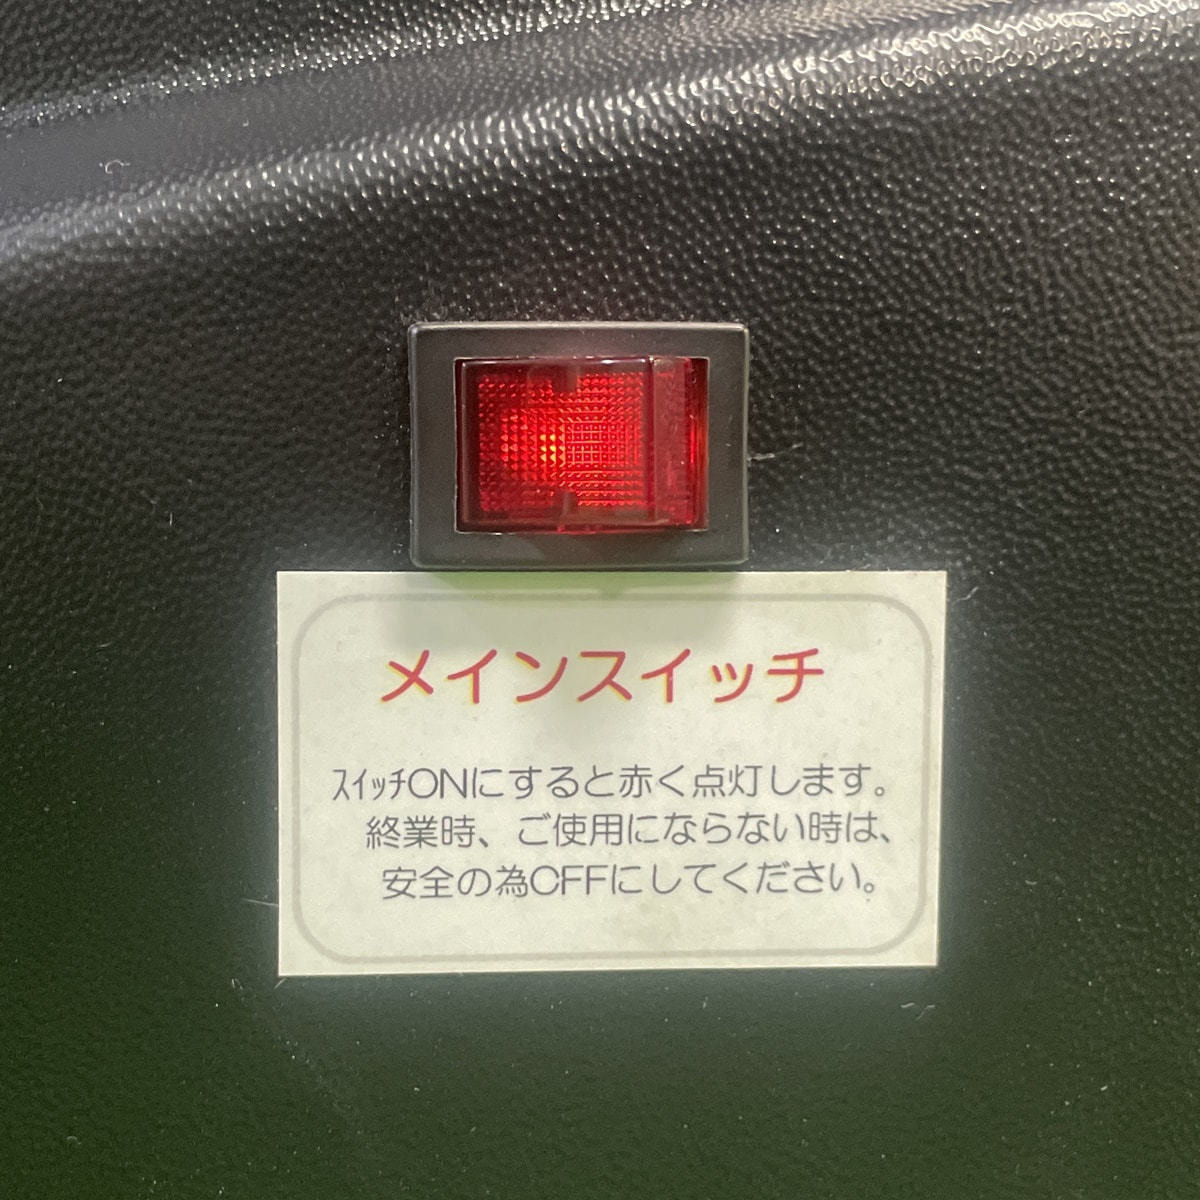 メインスイッチ
ｽｲｯﾁONにすると赤く点灯します。
終業時、ご使用にならない時は、
安全の為OFFにしてください。